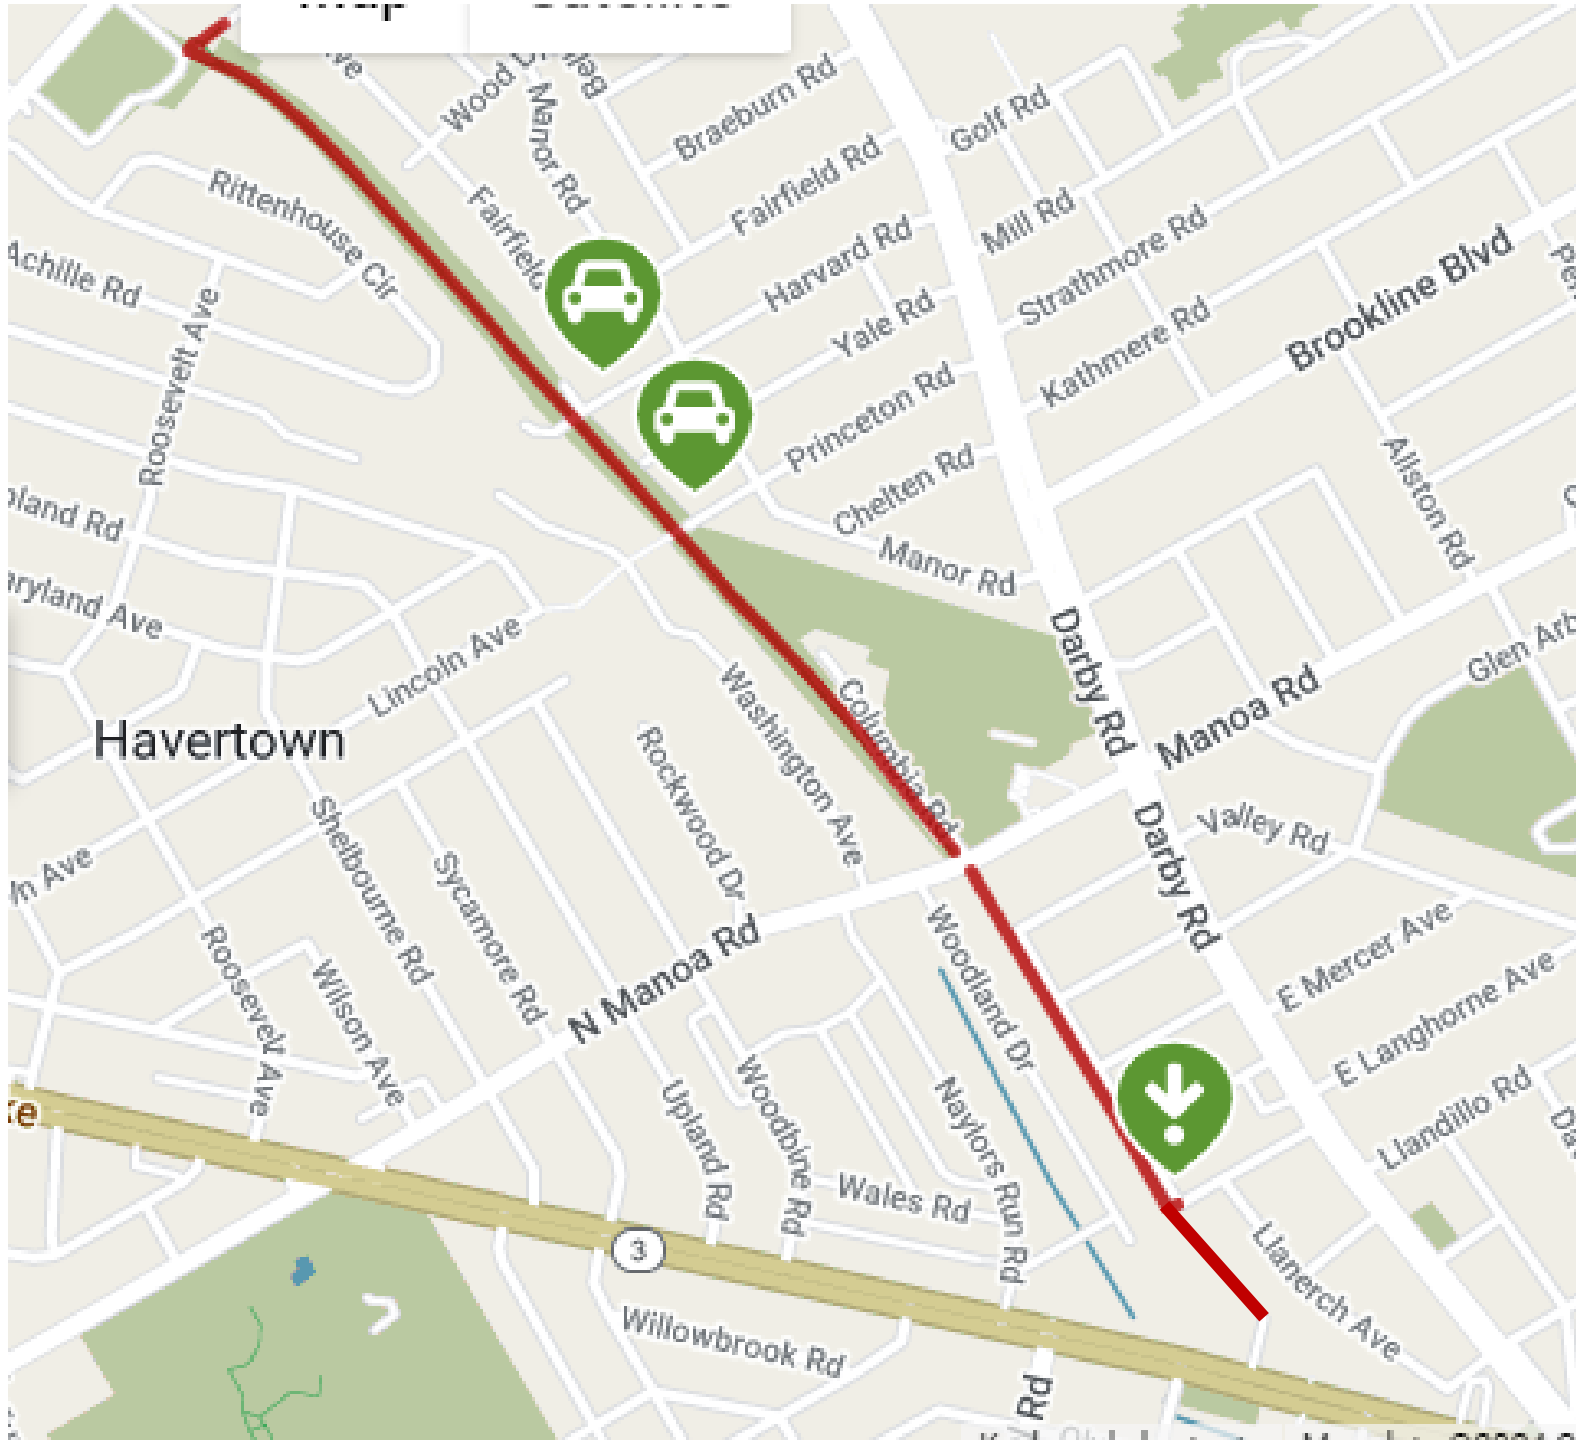 Map
Satellite
Ave
Wood
Manor Rd
Braeburn Rd
Golf Rd
Fairfield Rd
Rittenhouse Cir
Fairfield
Mill Rd
Harvard Rd
Strathmore Rd
Achille Rd
Brookline Blvd
Yale Rd
Kathmere Rd
Roosevelt Ave
Princeton Rd
Chelten Rd
Allston Rd
Manor Rd
Lincoln Ave
Darby Rd
Manoa Rd
Glen Arb
Havertown
Washington Ave
Columbia Rd
Rockwood Dr
Shelbourne Rd
Sycamore Rd
Valley Rd
Darby Rd
Roosevelt Ave
Wilson Ave
N Manoa Rd
Woodland Dr
E Mercer Ave
E Langhorne Ave
Upland Rd
Woodbine Rd
Naylors Run Rd
Llandillo Rd
Wales Rd
3
Llanerch Ave
Willowbrook Rd
Rd